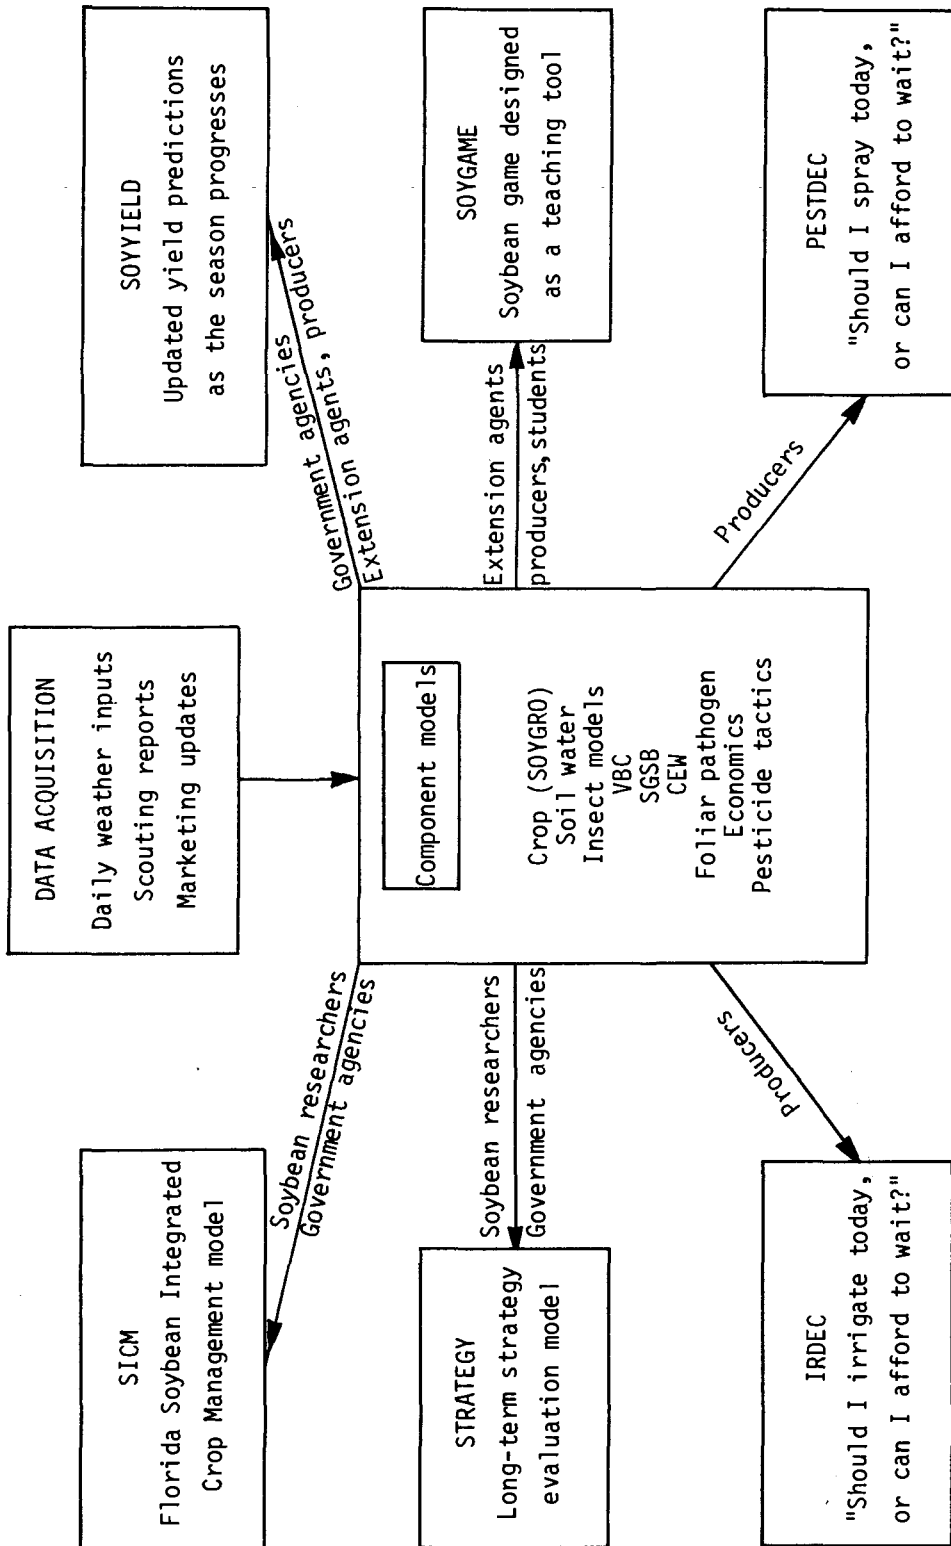 DATA ACQUISITION
Daily weather inputs
Scouting reports
Marketing updates
SICM
Florida Soybean Integrated
Crop Management model
Soybean researchers
Government agencies
SOYYIELD
Updated yield predictions
as the season progresses
Government agencies
Extension agents, producers
Component models
Crop (SOYGRO)
Soil water
Insect models
VBC
SGSB
CEW
Foliar pathogen
Economics
Pesticide tactics
STRATEGY
Long-term strategy
evaluation model
Soybean researchers
Government agencies
SOYGAME
Soybean game designed
as a teaching tool
Extension agents
producers,students
IRDEC
"Should I irrigate today,
or can I afford to wait?"
Producers
PESTDEC
"Should I spray today,
or can I afford to wait?"
Producers